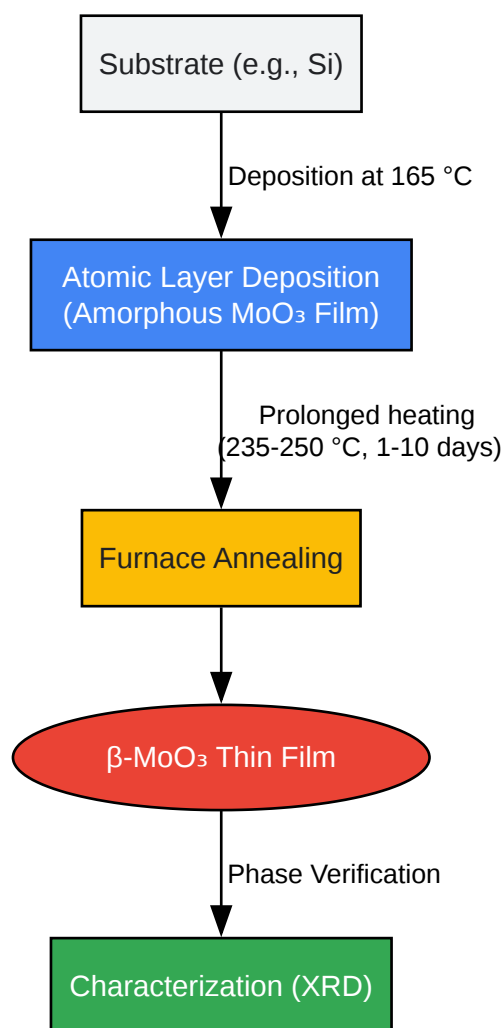 Substrate (e.g., Si)
Deposition at 165 °C
Atomic Layer Deposition
(Amorphous MoO₃ Film)
Prolonged heating
(235-250 °C, 1-10 days)
Furnace Annealing
β-MoO₃ Thin Film
Phase Verification
Characterization (XRD)